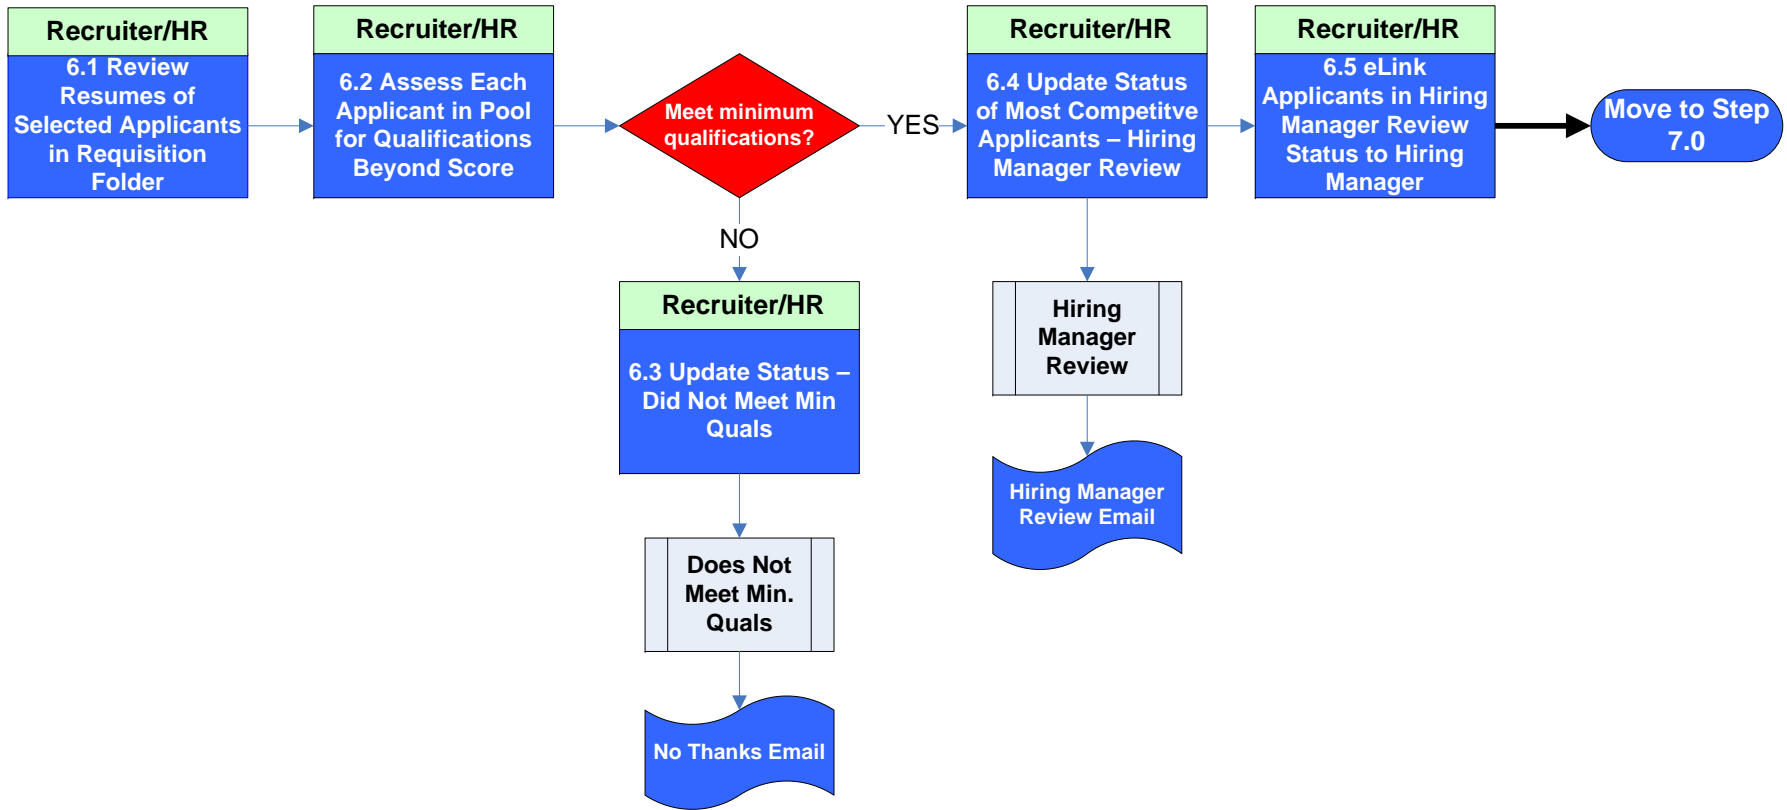 Recruiter/HR
6.1 Review
Resumes of
Selected Applicants
in Requisition
Folder
Recruiter/HR
6.2 Assess Each
Applicant in Pool
for Qualifications
Beyond Score
Meet minimum
qualifications?
YES
NO
Recruiter/HR
6.4 Update Status
of Most Competitve
Applicants – Hiring
Manager Review
Recruiter/HR
6.5 eLink
Applicants in Hiring
Manager Review
Status to Hiring
Manager
Move to Step
7.0
Recruiter/HR
6.3 Update Status –
Did Not Meet Min
Quals
Hiring
Manager
Review
Hiring Manager
Review Email
Does Not
Meet Min.
Quals
No Thanks Email